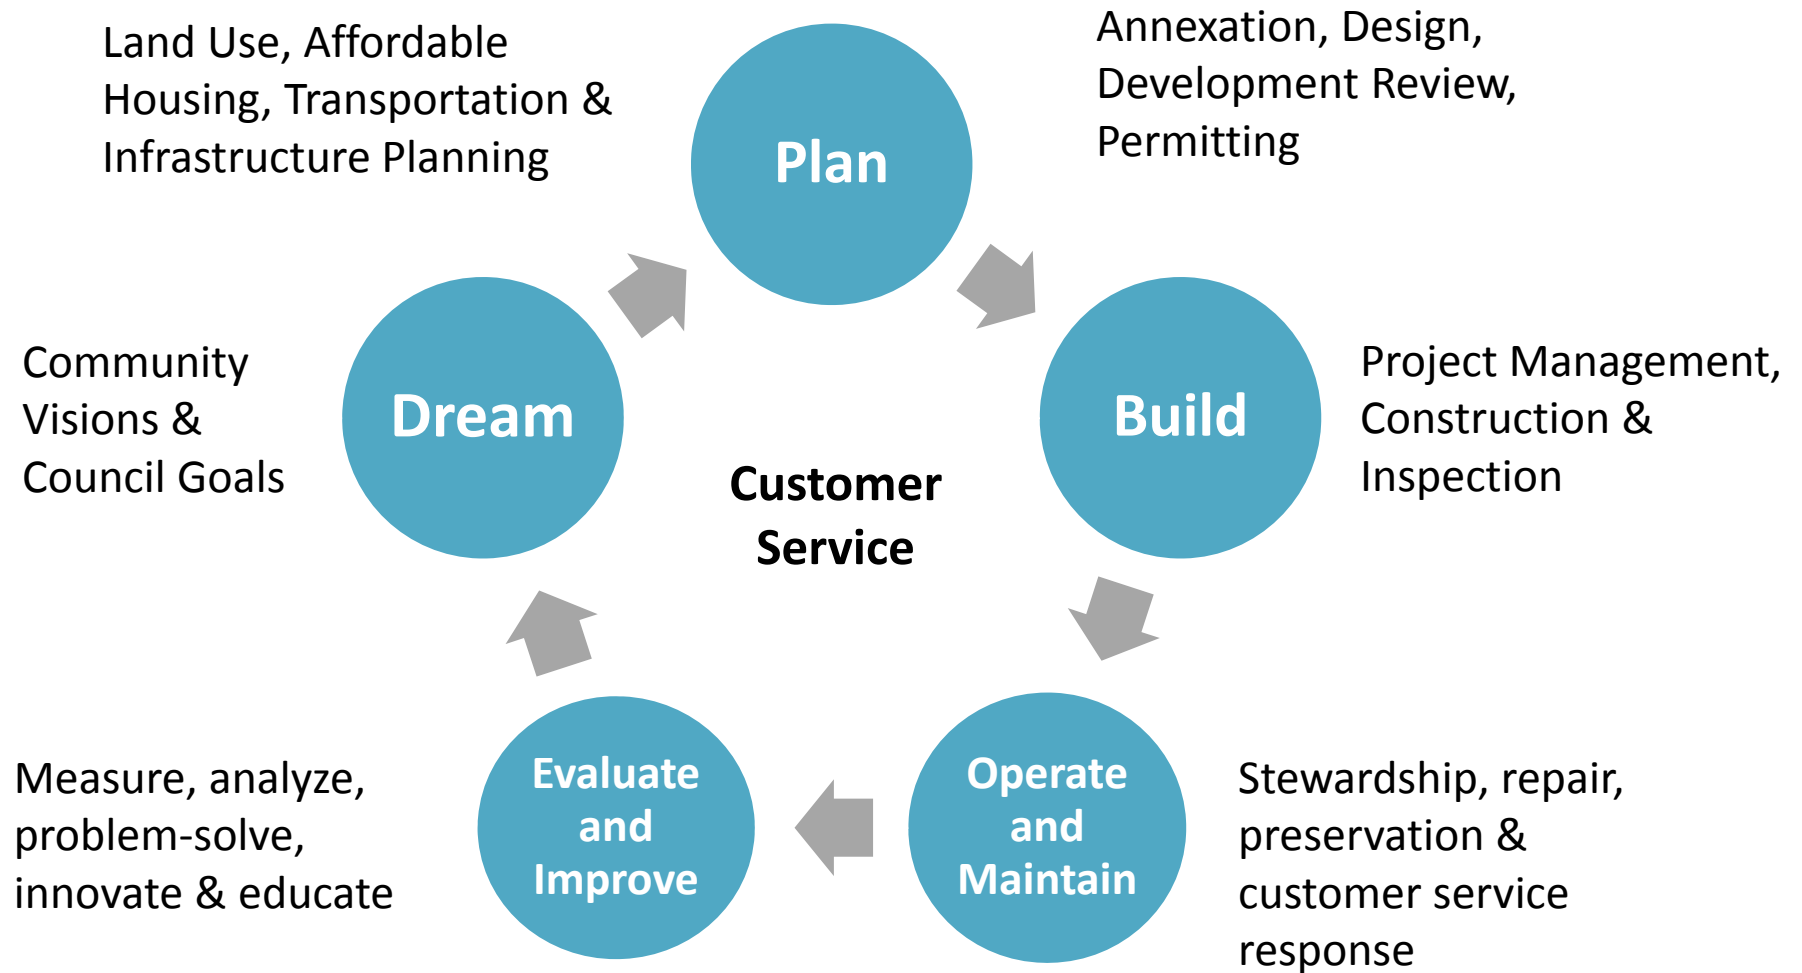 Land Use, Affordable
Housing, Transportation &
Infrastructure Planning
Plan
Annexation, Design,
Development Review,
Permitting
Community
Visions &
Council Goals
Dream
Customer
Service
Build
Project Management,
Construction &
Inspection
Measure, analyze,
problem-solve,
innovate & educate
Evaluate
and
Improve
Operate
and
Maintain
Stewardship, repair,
preservation &
customer service
response